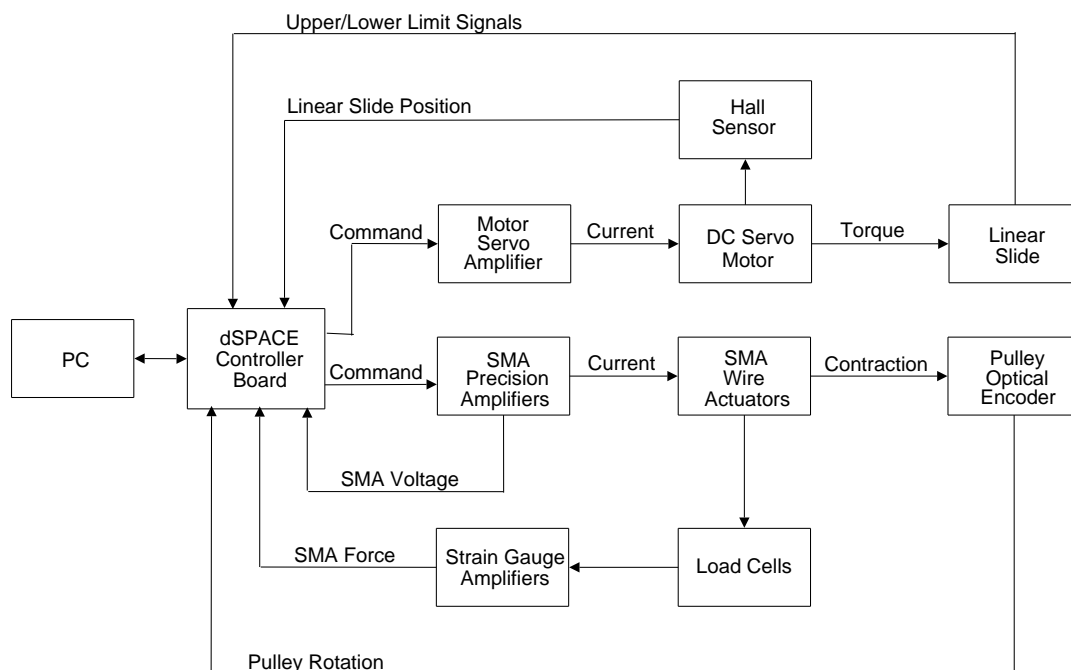 Upper/Lower Limit Signals
Linear Slide Position
Hall
Sensor
Command
Motor
Servo
Amplifier
Current
DC Servo
Motor
Torque
Linear
Slide
PC
dSPACE
Controller
Board
Command
SMA
Precision
Amplifiers
Current
SMA
Wire
Actuators
Contraction
Pulley
Optical
Encoder
SMA Voltage
SMA Force
Strain Gauge
Amplifiers
Load Cells
Pulley Rotation